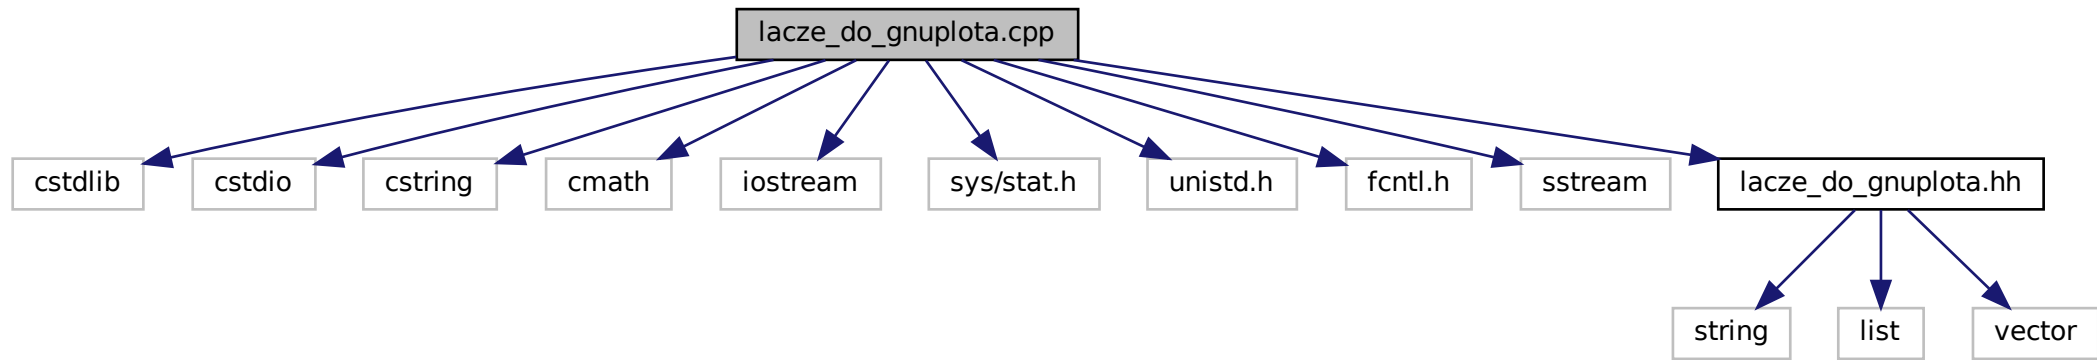 lacze_do_gnuplota.cpp
cstdlib
cstdio
cstring
cmath
iostream
sys/stat.h
unistd.h
fcntl.h
sstream
lacze_do_gnuplota.hh
string
list
vector